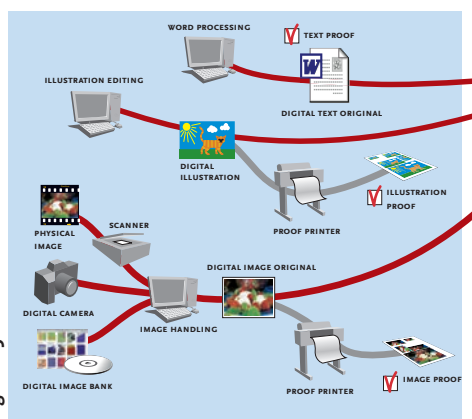 WORD PROCESSING
TEXT PROOF
W
DIGITAL TEXT ORIGINAL
ILLUSTRATION EDITING
DIGITAL
ILLUSTRATION
ILLUSTRATION
PROOF
PROOF PRINTER
PHYSICAL
IMAGE
SCANNER
DIGITAL IMAGE ORIGINAL
DIGITAL CAMERA
IMAGE HANDLING
DIGITAL IMAGE BANK
PROOF PRINTER
IMAGE PROOF